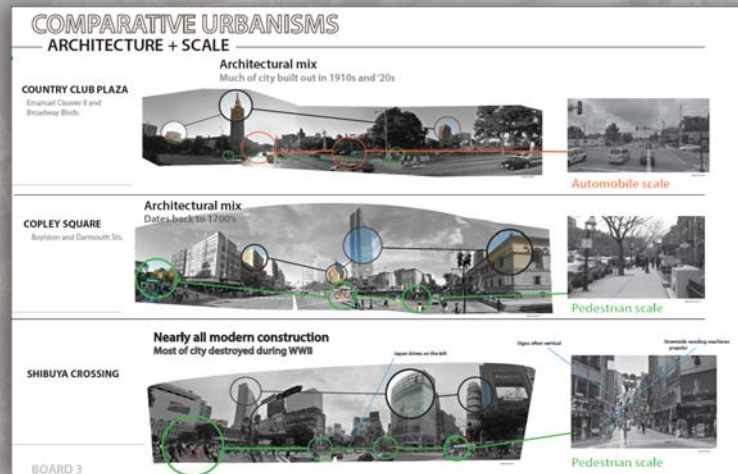 COMPARATIVE URBANISMS
ARCHITECTURE + SCALE
Architectural mix
Much of city built out in 1910s and '20s
COUNTRY CLUB PLAZA
Emanuel Cleaver II and
Broadway Blvds.
Automobile scale
Architectural mix
Dates back to 1700's
COPLEY SQUARE
Boylston and Darmouth Sts.
Pedestrian scale
Nearly all modern construction
Most of city destroyed during WWII
Japan drives on the left
Signs often vertical
Streetside vending machines
popular
SHIBUYA CROSSING
Pedestrian scale
BOARD 3